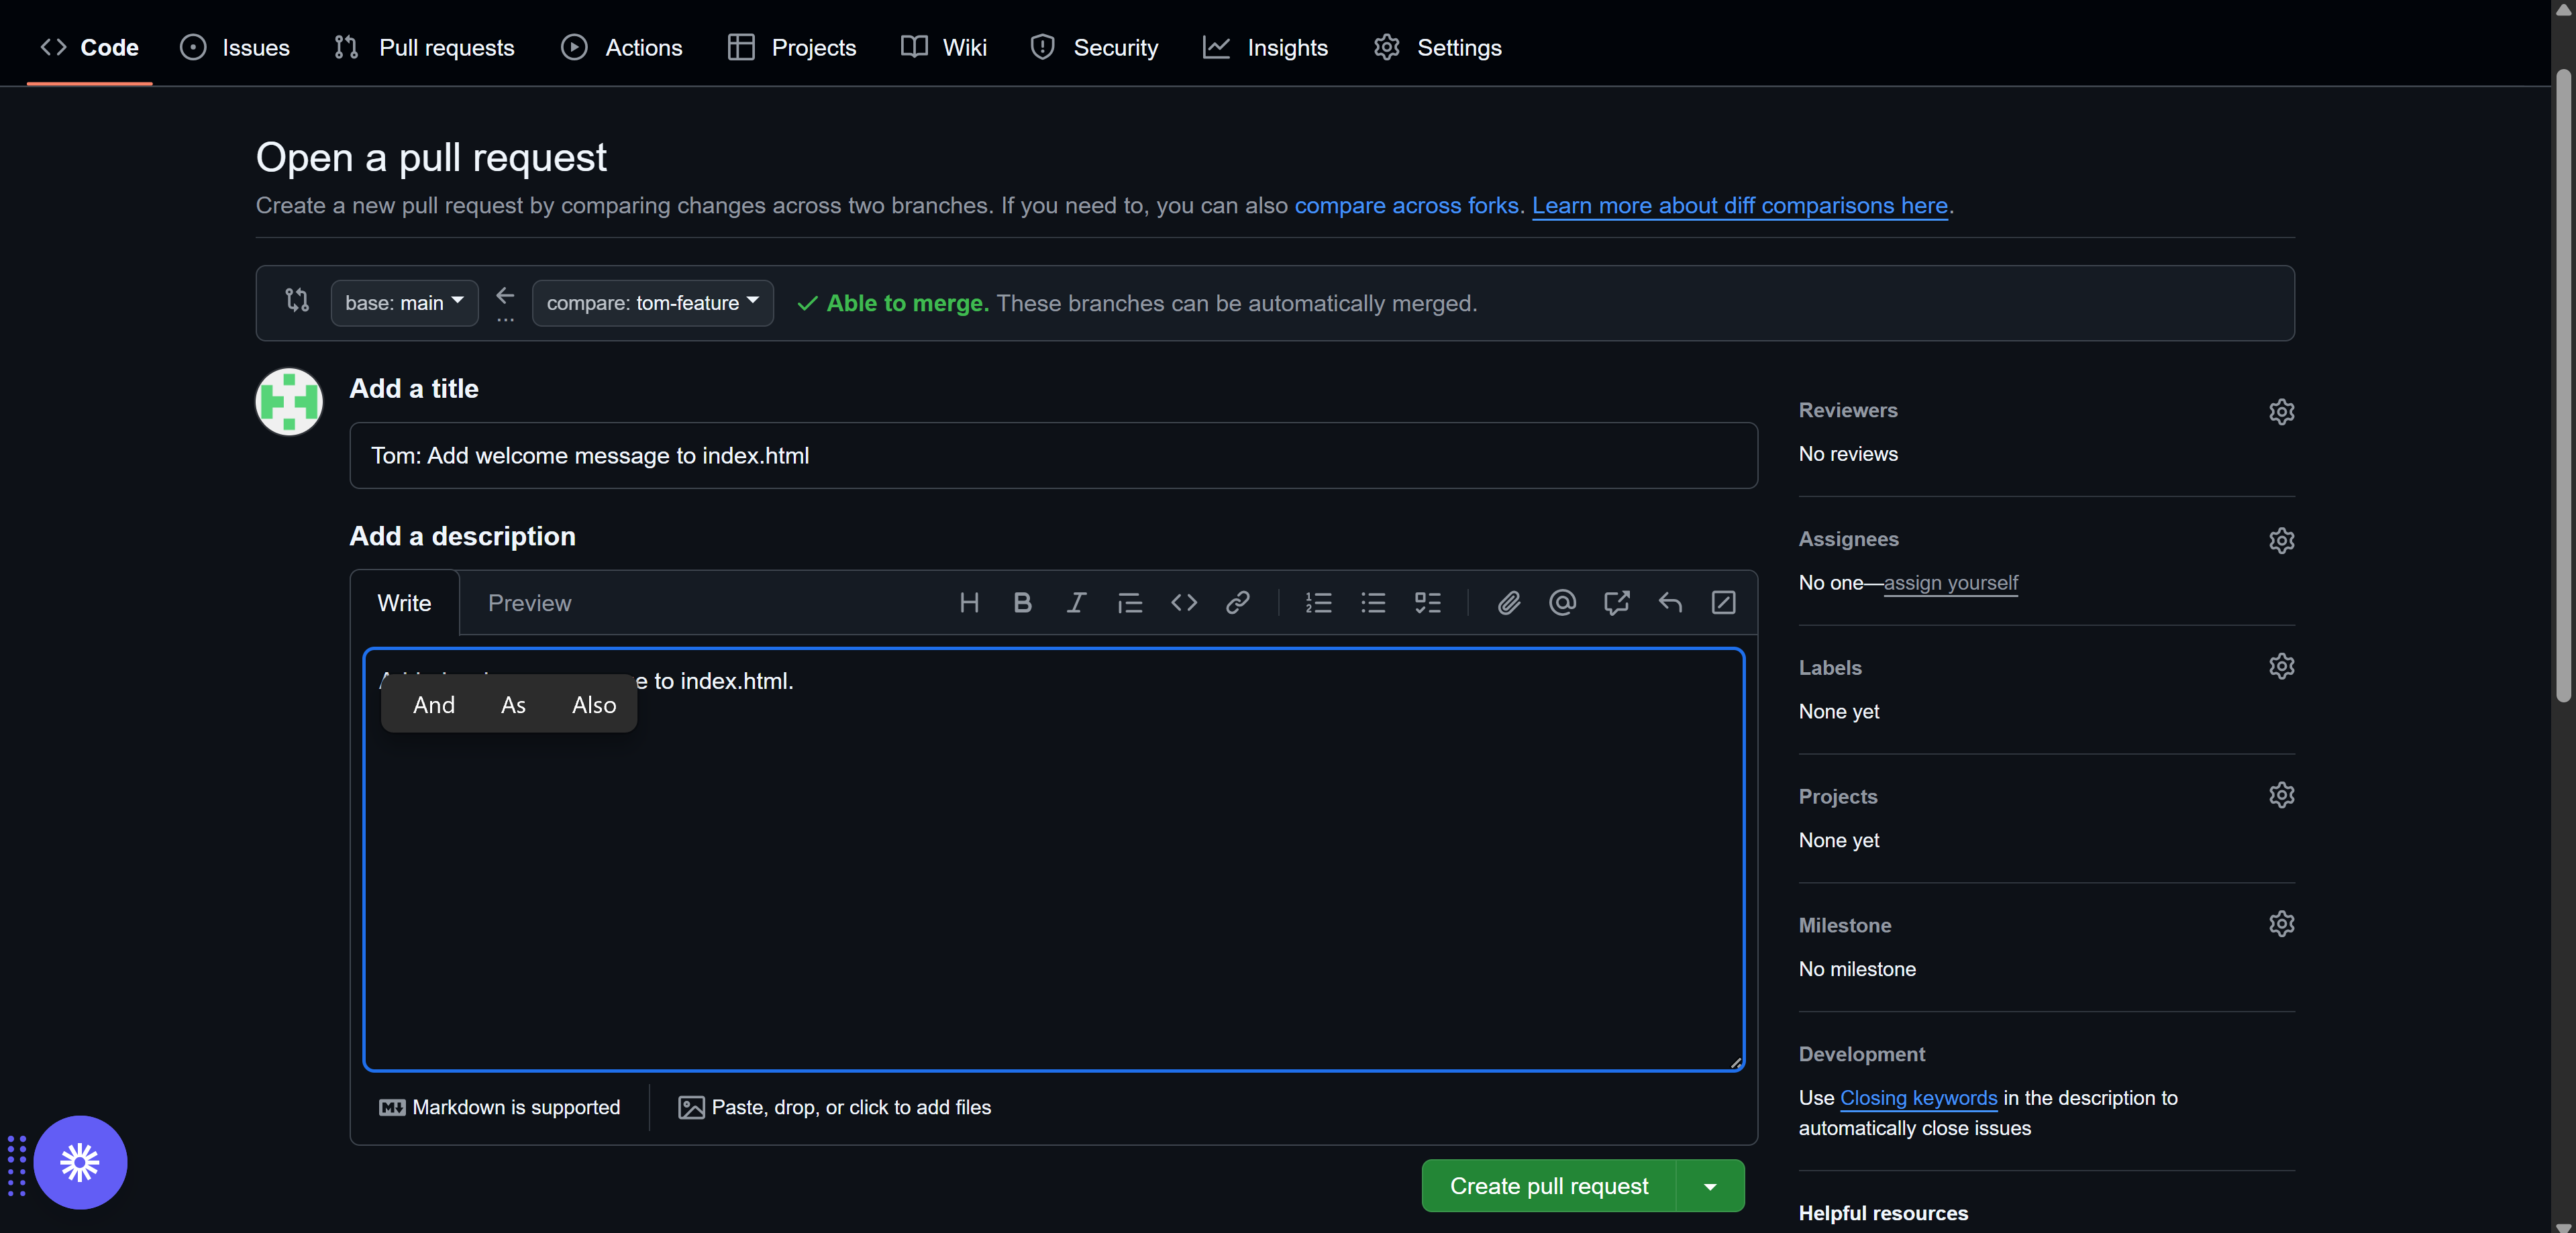 Code Issues Pull requests Actions Projects Wiki Security Insights Settings
Open a pull request
Create a new pull request by comparing changes across two branches. If you need to, you can also compare across forks. Learn more about diff comparisons here.
base: main compare: tom-feature Able to merge. These branches can be automatically merged.
Add a title
Tom: Add welcome message to index.html
Add a description
Write Preview
e to index.html.
And As Also
Markdown is supported Paste, drop, or click to add files
Create pull request
Reviewers
No reviews
Assignees
No one—assign yourself
Labels
None yet
Projects
None yet
Milestone
No milestone
Development
Use Closing keywords in the description to
automatically close issues
Helpful resources